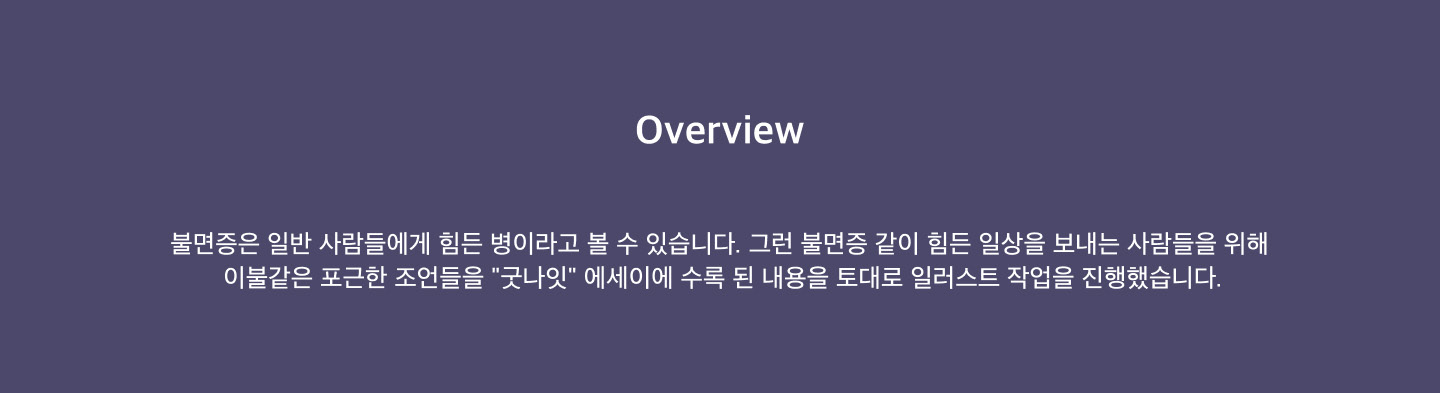 Overview
불면증은 일반 사람들에게 힘든 병이라고 볼 수 있습니다. 그런 불면증 같이 힘든 일상을 보내는 사람들을 위해
이불같은 포근한 조언들을 "굿나잇" 에세이에 수록 된 내용을 토대로 일러스트 작업을 진행했습니다.